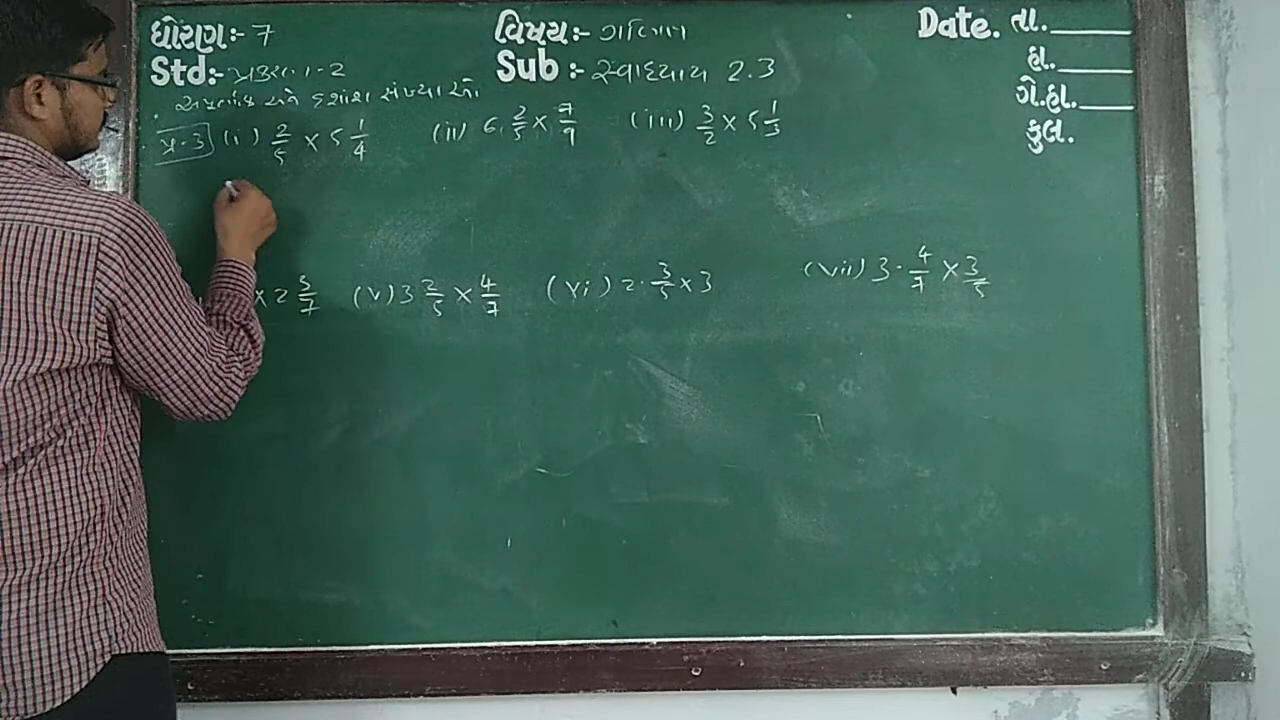 ધોરણ:- 7 વિષય:- ગણિત Date. તા.
Std:- પ્રકરણ-2 Sub :- સ્વાધ્યાય 2.3 હા.
અપૂર્ણાંક અને દશાંશ સંખ્યાઓ ગે.હા.
પ્ર.3 (i) 2/5 × 5 1/4 (ii) 6 2/5 × 7/9 (iii) 3/2 × 5 1/3 કુલ.
× 2 3/7 (v) 3 2/5 × 4/7 (vi) 2 3/5 × 3 (vii) 3 4/7 × 3/5